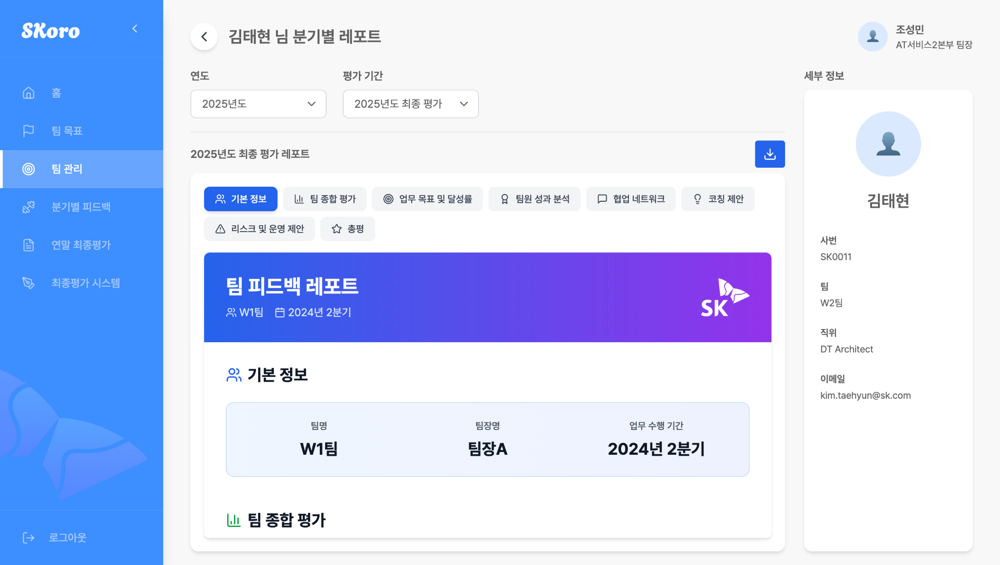 SKoro
홈
팀 목표
팀 관리
분기별 피드백
연말 최종평가
최종평가 시스템
로그아웃
김태현 님 분기별 레포트
조성민
AT서비스2본부 팀장
연도
평가 기간
2025년도
2025년도 최종 평가
2025년도 최종 평가 레포트
기본 정보
팀 종합 평가
업무 목표 및 달성률
팀원 성과 분석
협업 네트워크
코칭 제안
리스크 및 운영 제안
총평
팀 피드백 레포트
W1팀 2024년 2분기
SK
기본 정보
팀명
W1팀
팀장명
팀장A
업무 수행 기간
2024년 2분기
팀 종합 평가
세부 정보
김태현
사번
SK0011
팀
W2팀
직위
DT Architect
이메일
kim.taehyun@sk.com